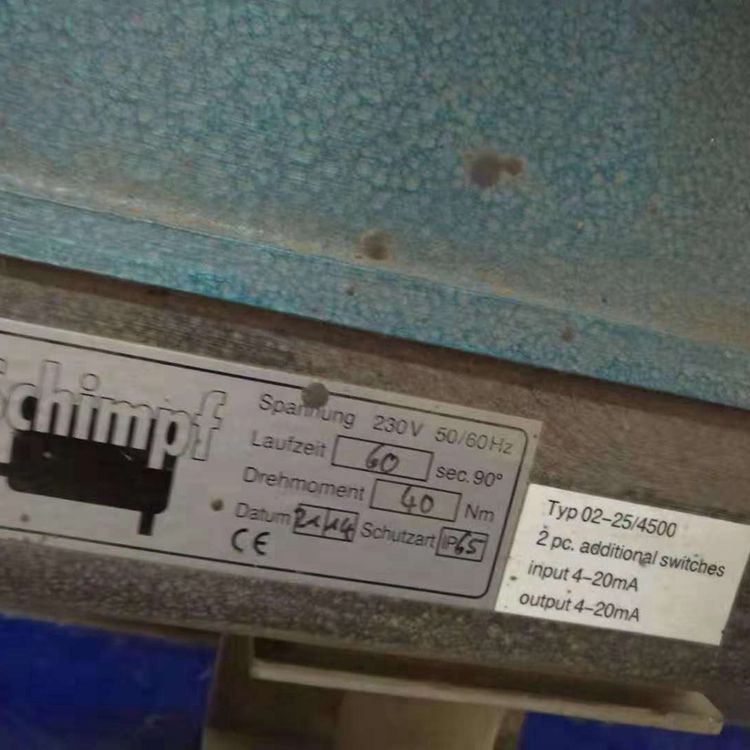 Schimpf
Spannung 230V 50/60Hz
Laufzeit 60 sec. 90°
Drehmoment 40 Nm
Datum Schutzart IP65
CE
Typ 02-25/4500
2 pc. additional switches
input 4-20mA
output 4-20mA